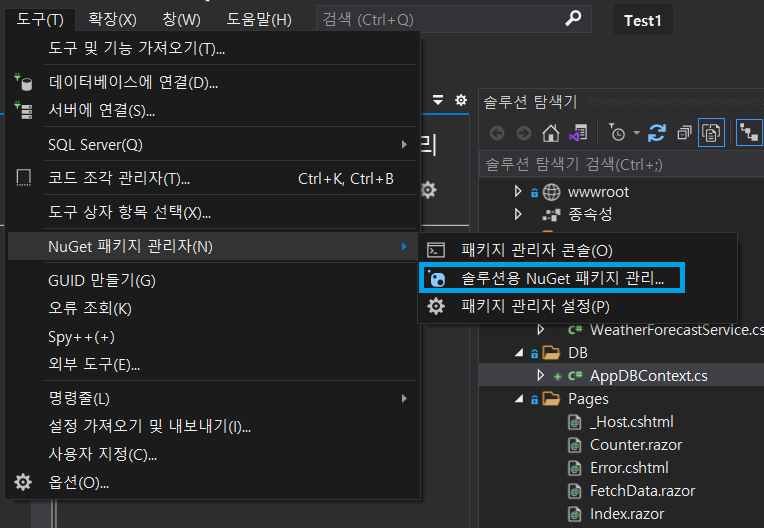 도구(T) 확장(X) 창(W) 도움말(H) 검색 (Ctrl+Q) Test1
도구 및 기능 가져오기(T)...
데이터베이스에 연결(D)...
서버에 연결(S)...
SQL Server(Q)
코드 조각 관리자(T)... Ctrl+K, Ctrl+B
도구 상자 항목 선택(X)...
NuGet 패키지 관리자(N)
GUID 만들기(G)
오류 조회(K)
Spy++(+)
외부 도구(E)...
명령줄(L)
설정 가져오기 및 내보내기(I)...
사용자 지정(C)...
옵션(O)...
패키지 관리자 콘솔(O)
솔루션용 NuGet 패키지 관리...
패키지 관리자 설정(P)
리
솔루션 탐색기
솔루션 탐색기 검색(Ctrl+;)
wwwroot
종속성
C# WeatherForecastService.cs
DB
+ C# AppDBContext.cs
Pages
_Host.cshtml
Counter.razor
Error.cshtml
FetchData.razor
Index.razor